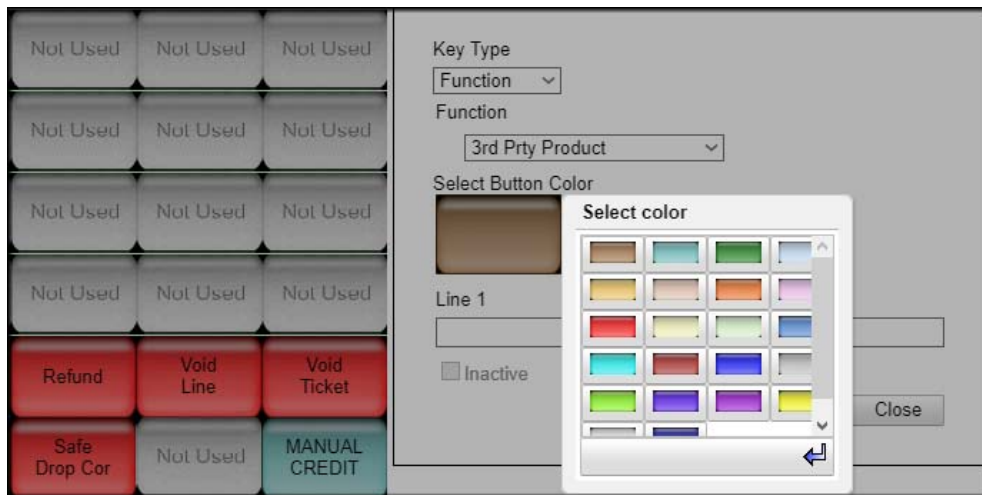 Not Used Not Used Not Used
Not Used Not Used Not Used
Not Used Not Used Not Used
Not Used Not Used Not Used
Refund
Void
Line
Void
Ticket
Safe
Drop Cor
Not Used
MANUAL
CREDIT
Key Type
Function
Function
3rd Prty Product
Select Button Color
Select color
Line 1
Inactive
Close